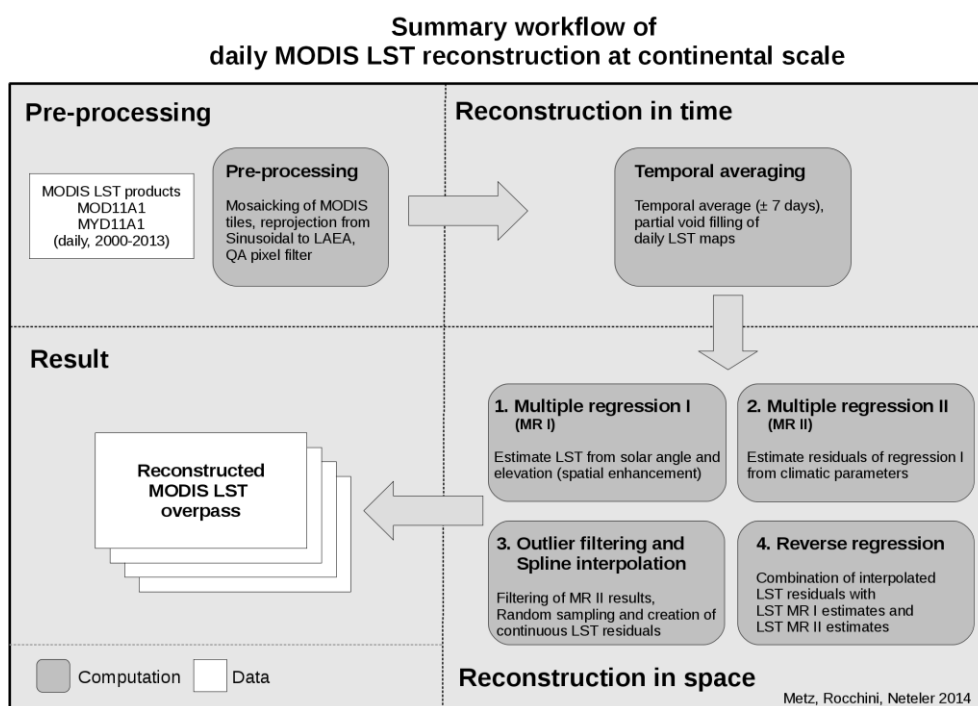 Summary workflow of
daily MODIS LST reconstruction at continental scale
Pre-processing
MODIS LST products
MOD11A1
MYD11A1
(daily, 2000-2013)
Pre-processing
Mosaicking of MODIS
tiles, reprojection from
Sinusoidal to LAEA,
QA pixel filter
Reconstruction in time
Temporal averaging
Temporal average (± 7 days),
partial void filling of
daily LST maps
1. Multiple regression I
(MR I)
Estimate LST from solar angle and
elevation (spatial enhancement)
2. Multiple regression II
(MR II)
Estimate residuals of regression I
from climatic parameters
3. Outlier filtering and
Spline interpolation
Filtering of MR II results,
Random sampling and creation of
continuous LST residuals
4. Reverse regression
Combination of interpolated
LST residuals with
LST MR I estimates and
LST MR II estimates
Reconstruction in space
Result
Reconstructed
MODIS LST
overpass
Computation
Data
Metz, Rocchini, Neteler 2014